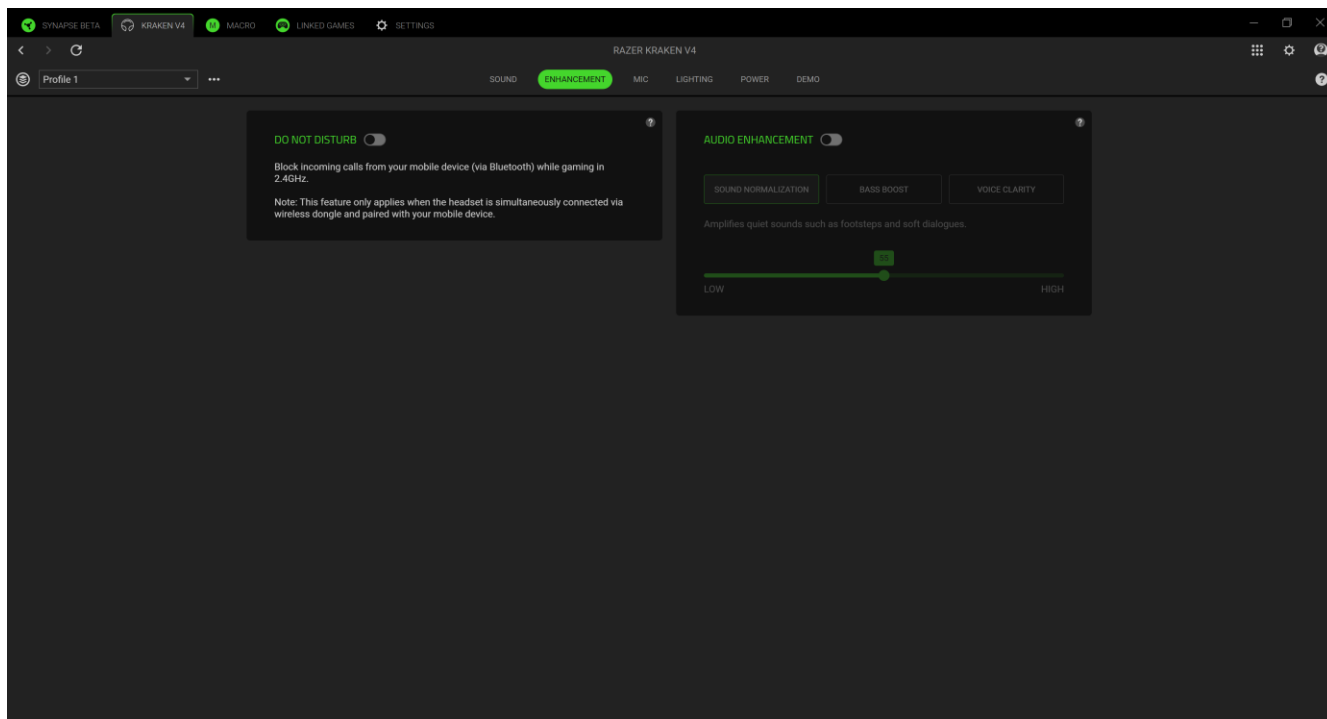 SYNAPSE BETA
KRAKEN V4
MACRO
LINKED GAMES
SETTINGS
RAZER KRAKEN V4
Profile 1
SOUND
ENHANCEMENT
MIC
LIGHTING
POWER
DEMO
DO NOT DISTURB
Block incoming calls from your mobile device (via Bluetooth) while gaming in
2.4GHz.
Note: This feature only applies when the headset is simultaneously connected via
wireless dongle and paired with your mobile device.
AUDIO ENHANCEMENT
SOUND NORMALIZATION
BASS BOOST
VOICE CLARITY
Amplifies quiet sounds such as footsteps and soft dialogues.
55
LOW
HIGH